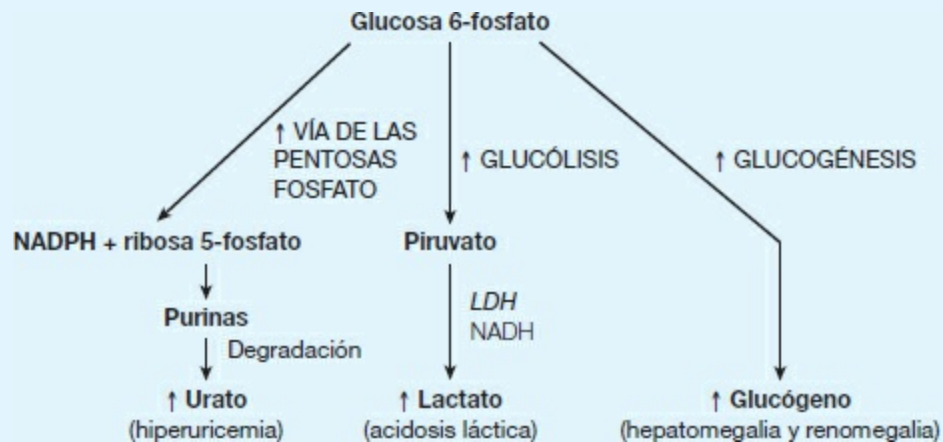 Glucosa 6-fosfato
↑ VÍA DE LAS
PENTOSAS
FOSFATO
↑ GLUCÓLISIS
↑ GLUCOGÉNESIS
NADPH + ribosa 5-fosfato
Piruvato
LDH
NADH
Purinas
Degradación
↑ Urato
(hiperuricemia)
↑ Lactato
(acidosis láctica)
↑ Glucógeno
(hepatomegalia y renomegalia)